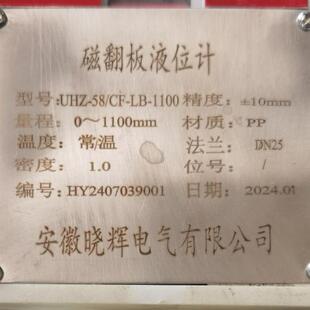 磁翻板液位计
型号:UHZ-58/CF-LB-1100 精度: ±10mm
量程: 0～1100mm 材质: PP
温度: 常温 法兰: DN25
密度: 1.0 位号: /
编号: HY2407039001 日期: 2024.07
安徽晓辉电气有限公司